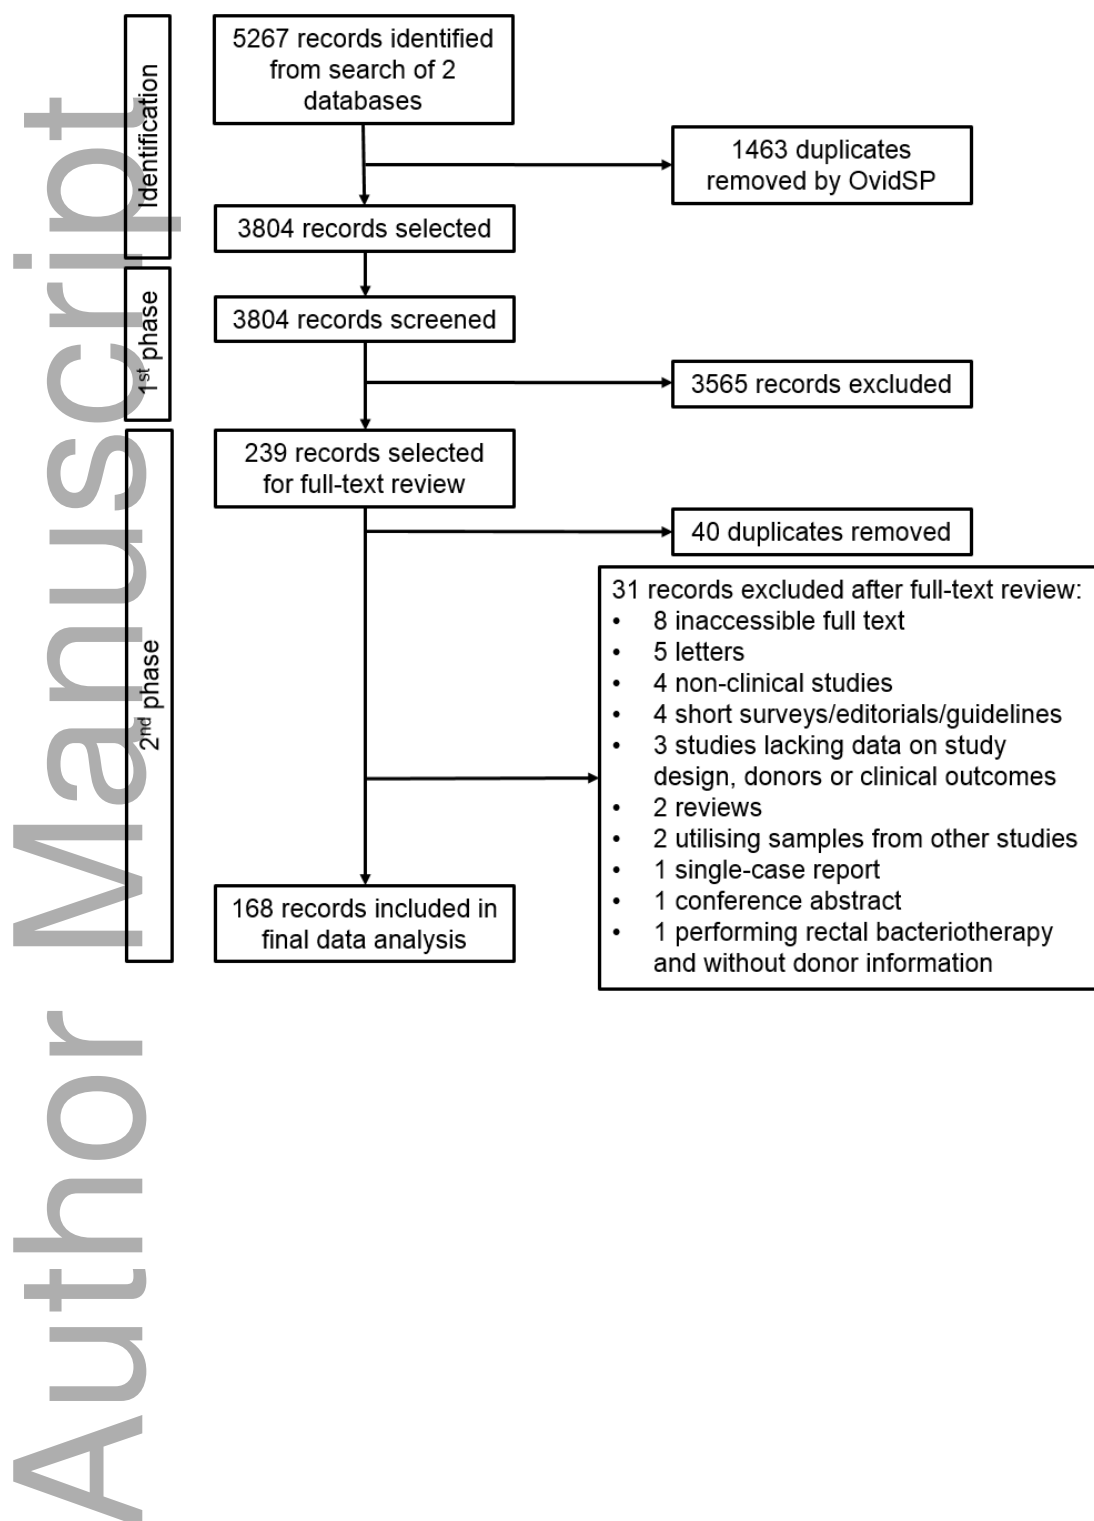 Author Manuscript
Identification
5267 records identified
from search of 2
databases
1463 duplicates
removed by OvidSP
3804 records selected
1st phase
3804 records screened
3565 records excluded
2nd phase
239 records selected
for full-text review
40 duplicates removed
31 records excluded after full-text review:
• 8 inaccessible full text
• 5 letters
• 4 non-clinical studies
• 4 short surveys/editorials/guidelines
• 3 studies lacking data on study
design, donors or clinical outcomes
• 2 reviews
• 2 utilising samples from other studies
• 1 single-case report
• 1 conference abstract
• 1 performing rectal bacteriotherapy
and without donor information
168 records included in
final data analysis